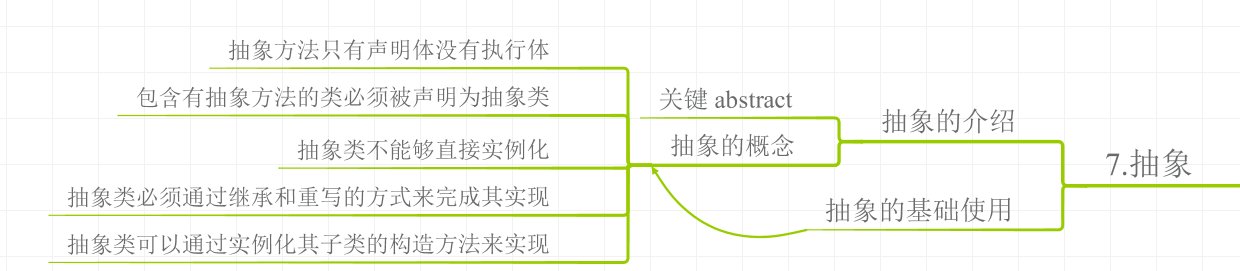 7.抽象
抽象的介绍
关键 abstract
抽象的概念
抽象方法只有声明体没有执行体
包含有抽象方法的类必须被声明为抽象类
抽象类不能够直接实例化
抽象类必须通过继承和重写的方式来完成其实现
抽象类可以通过实例化其子类的构造方法来实现
抽象的基础使用